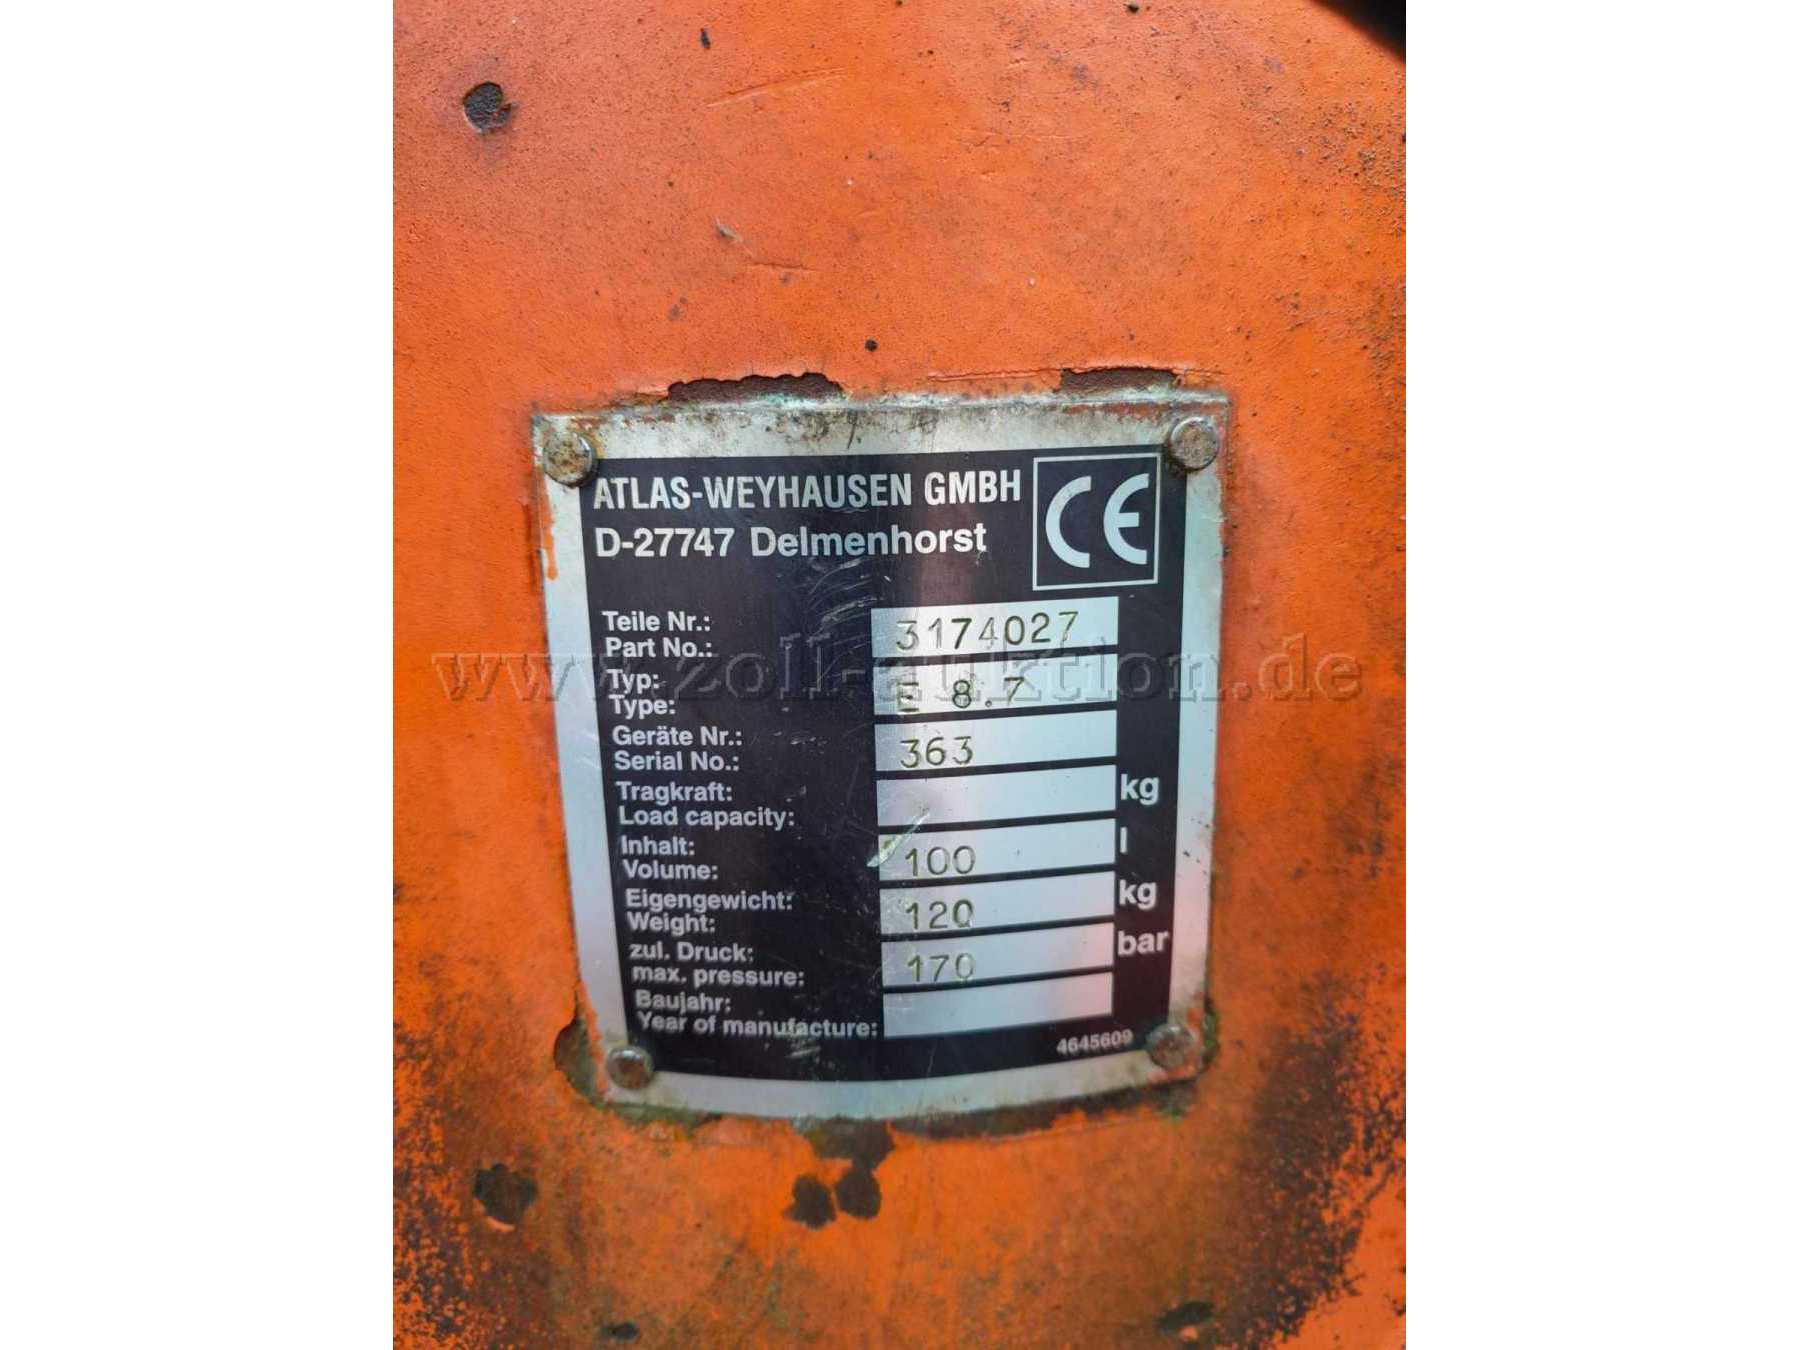 ATLAS-WEYHAUSEN GMBH
D-27747 Delmenhorst
CE
Teile Nr.:
Part No.:
3174027
Typ:
Type:
E 8.7
Geräte Nr.:
Serial No.:
363
Tragkraft:
Load capacity:
kg
Inhalt:
Volume:
100
l
Eigengewicht:
Weight:
120
kg
zul. Druck:
max. pressure:
170
bar
Baujahr:
Year of manufacture:
4645609
www.zoll-auktion.de